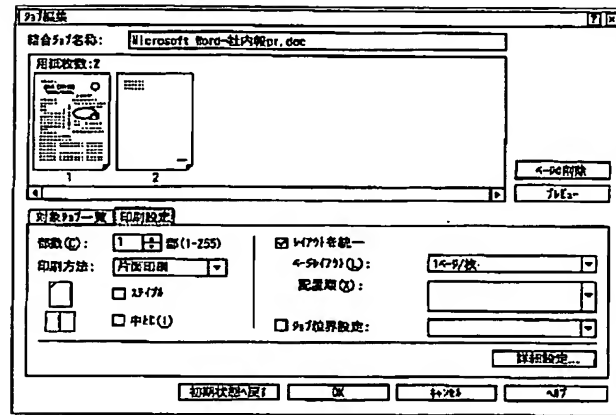 ジョブ編集
結合ジョブ名称: Microsoft Word-社内報pr.doc
用紙枚数:2
1
2
ページの削除
プレビュー
対象ジョブ一覧 印刷設定
部数(C): 1 部(1-255)
印刷方法: 片面印刷
ステイプル
中とじ(I)
レイアウトを統一
ページレイアウト(L): 1ページ/枚
配置順(X):
ジョブ境界設定:
詳細設定...
初期状態へ戻す OK キャンセル ヘルプ